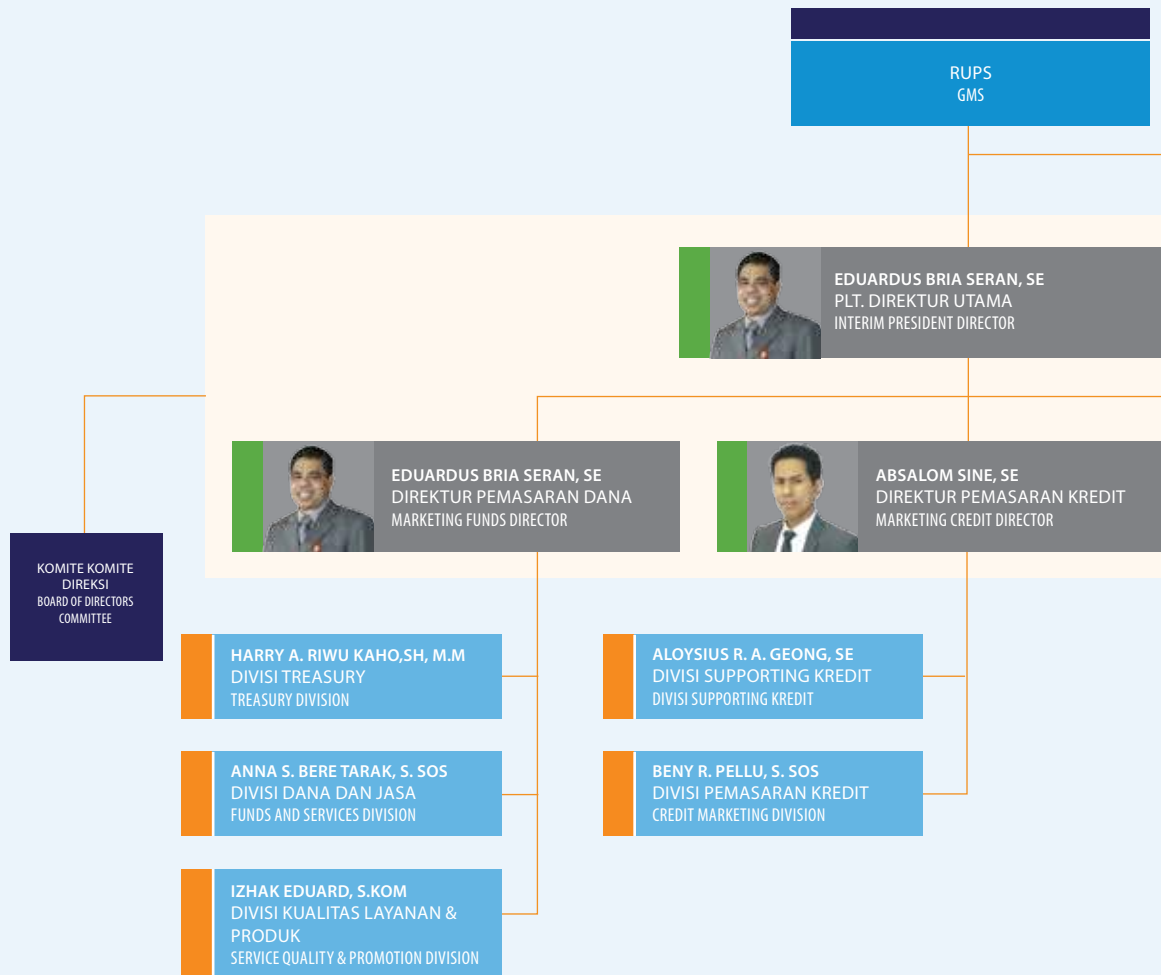 RUPS
GMS
EDUARDUS BRIA SERAN, SE
PLT. DIREKTUR UTAMA
INTERIM PRESIDENT DIRECTOR
EDUARDUS BRIA SERAN, SE
DIREKTUR PEMASARAN DANA
MARKETING FUNDS DIRECTOR
ABSALOM SINE, SE
DIREKTUR PEMASARAN KREDIT
MARKETING CREDIT DIRECTOR
KOMITE KOMITE
DIREKSI
BOARD OF DIRECTORS
COMMITTEE
HARRY A. RIWU KAHO,SH, M.M
DIVISI TREASURY
TREASURY DIVISION
ALOYSIUS R. A. GEONG, SE
DIVISI SUPPORTING KREDIT
DIVISI SUPPORTING KREDIT
ANNA S. BERE TARAK, S. SOS
DIVISI DANA DAN JASA
FUNDS AND SERVICES DIVISION
BENY R. PELLU, S. SOS
DIVISI PEMASARAN KREDIT
CREDIT MARKETING DIVISION
IZHAK EDUARD, S.KOM
DIVISI KUALITAS LAYANAN &
PRODUK
SERVICE QUALITY & PROMOTION DIVISION